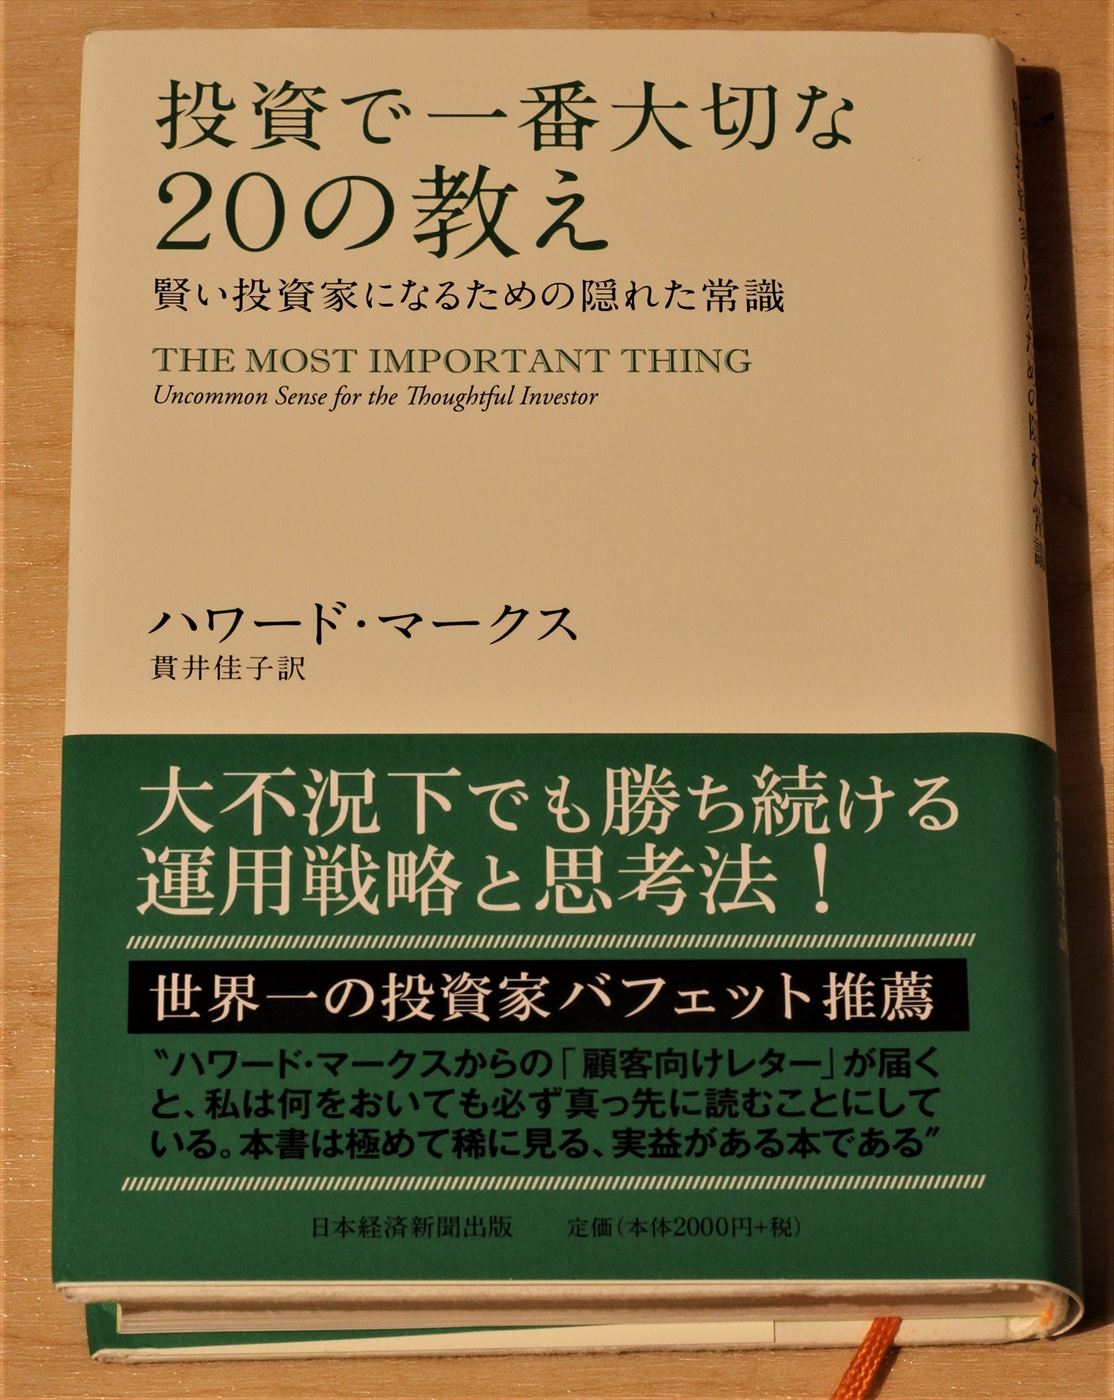 投資で一番大切な
20の教え
賢い投資家になるための隠れた常識
THE MOST IMPORTANT THING
Uncommon Sense for the Thoughtful Investor
ハワード・マークス
貫井佳子訳
大不況下でも勝ち続ける
運用戦略と思考法！
世界一の投資家バフェット推薦
〝ハワード・マークスからの「顧客向けレター」が届く
と、私は何をおいても必ず真っ先に読むことにして
いる。本書は極めて稀に見る、実益がある本である〟
日本経済新聞出版 定価（本体2000円+税）